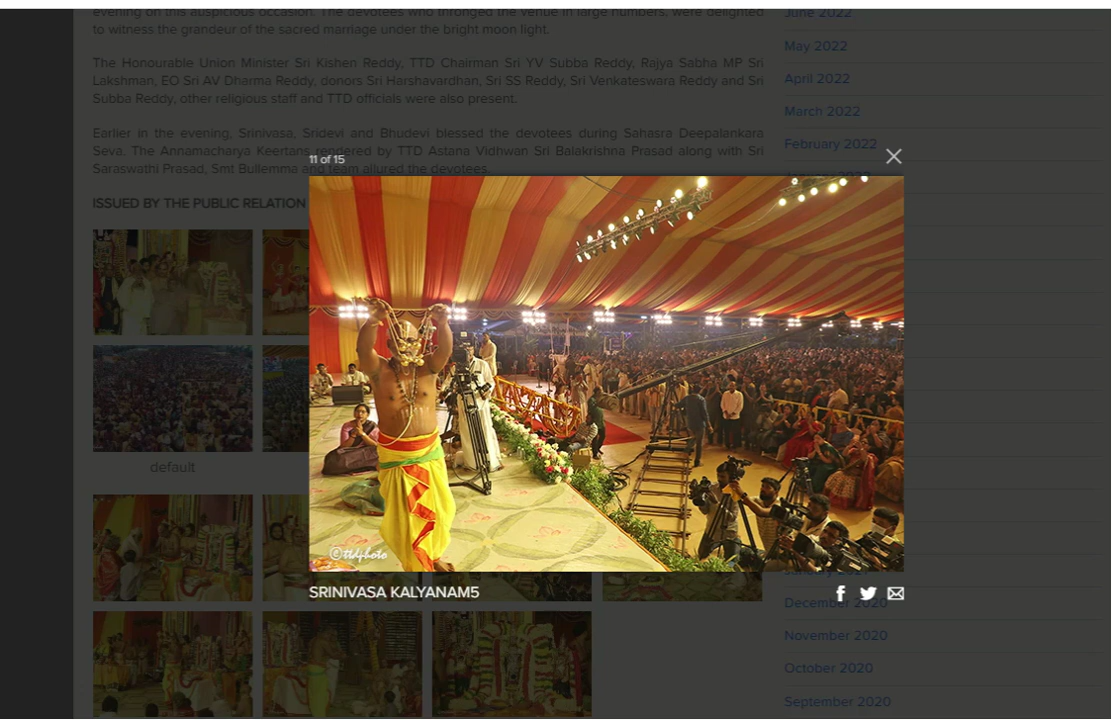 evening on this auspicious occasion. The devotees who thronged the venue in large numbers, were delighted
to witness the grandeur of the sacred marriage under the bright moon light.
The Honourable Union Minister Sri Kishen Reddy, TTD Chairman Sri YV Subba Reddy, Rajya Sabha MP Sri
Lakshman, EO Sri AV Dharma Reddy, donors Sri Harshavardhan, Sri SS Reddy, Sri Venkateswara Reddy and Sri
Subba Reddy, other religious staff and TTD officials were also present.
Earlier in the evening, Srinivasa, Sridevi and Bhudevi blessed the devotees during Sahasra Deepalankara
Seva. The Annamacharya Keertans rendered by TTD Astana Vidhwan Sri Balakrishna Prasad along with Sri
Saraswathi Prasad, Smt Bullemma and team allured the devotees.
11 of 15
ISSUED BY THE PUBLIC RELATION
default
©ttdphoto
SRINIVASA KALYANAM5
June 2022
May 2022
April 2022
March 2022
February 2022
December 2020
November 2020
October 2020
September 2020